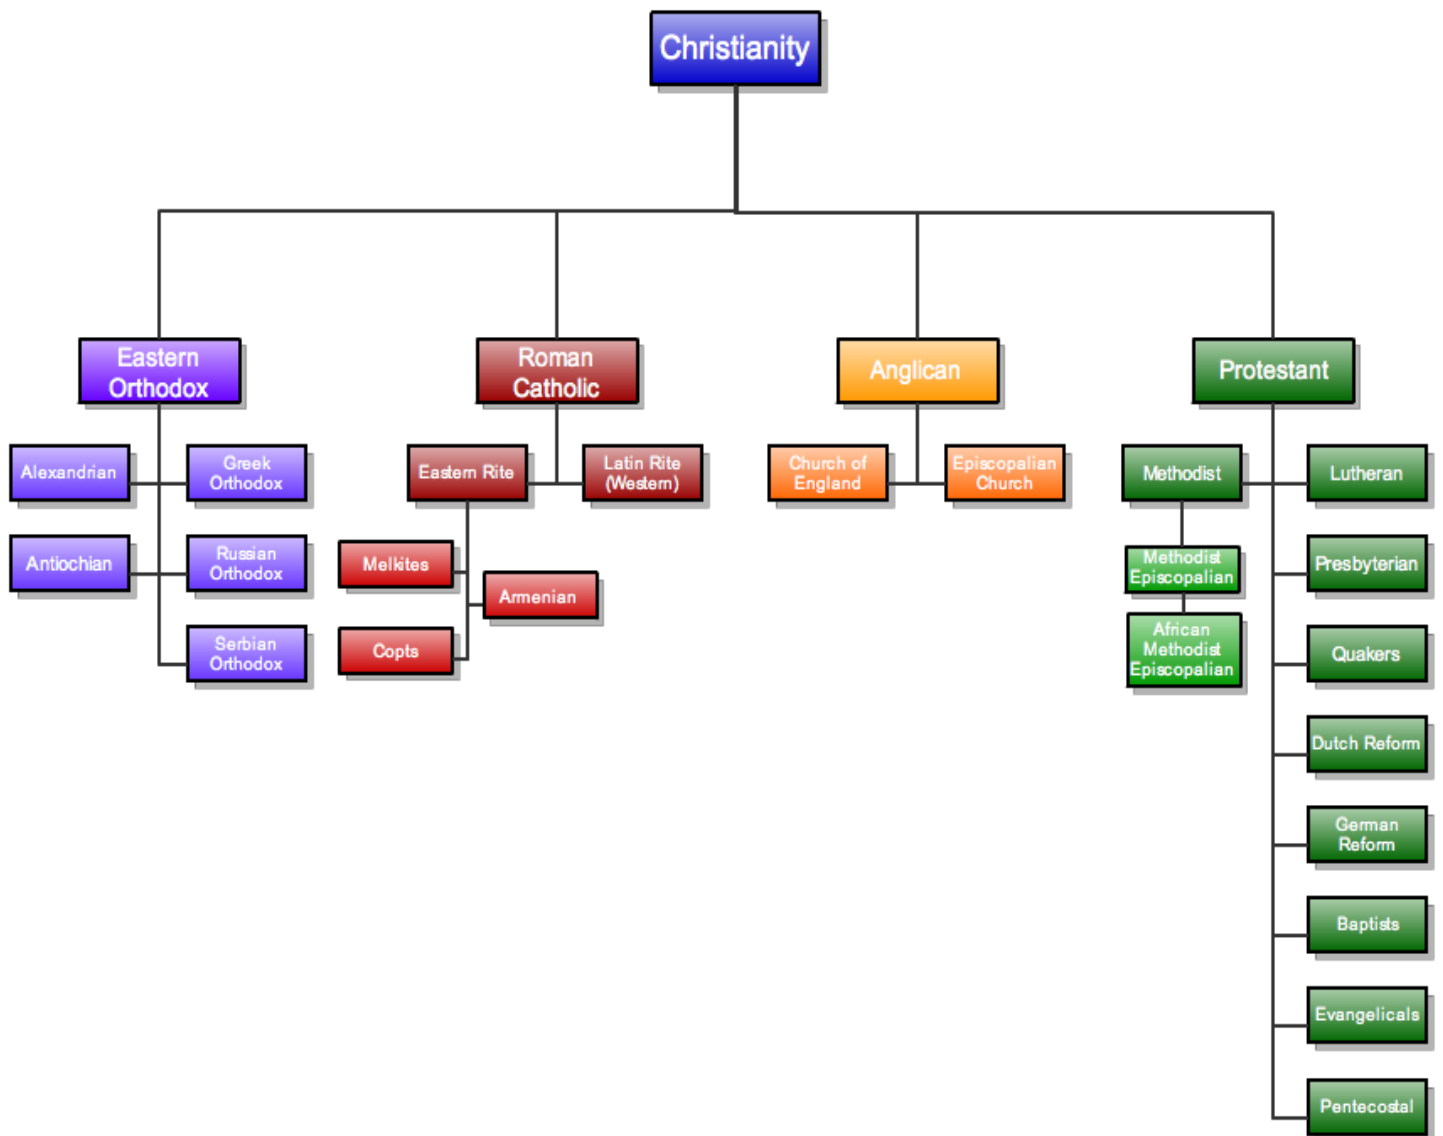 Christianity
Eastern
Orthodox
Roman
Catholic
Anglican
Protestant
Alexandrian
Greek
Orthodox
Antiochian
Russian
Orthodox
Serbian
Orthodox
Eastern Rite
Latin Rite
(Western)
Melkites
Armenian
Copts
Church of
England
Episcopalian
Church
Methodist
Methodist
Episcopalian
African
Methodist
Episcopalian
Lutheran
Presbyterian
Quakers
Dutch Reform
German
Reform
Baptists
Evangelicals
Pentecostal